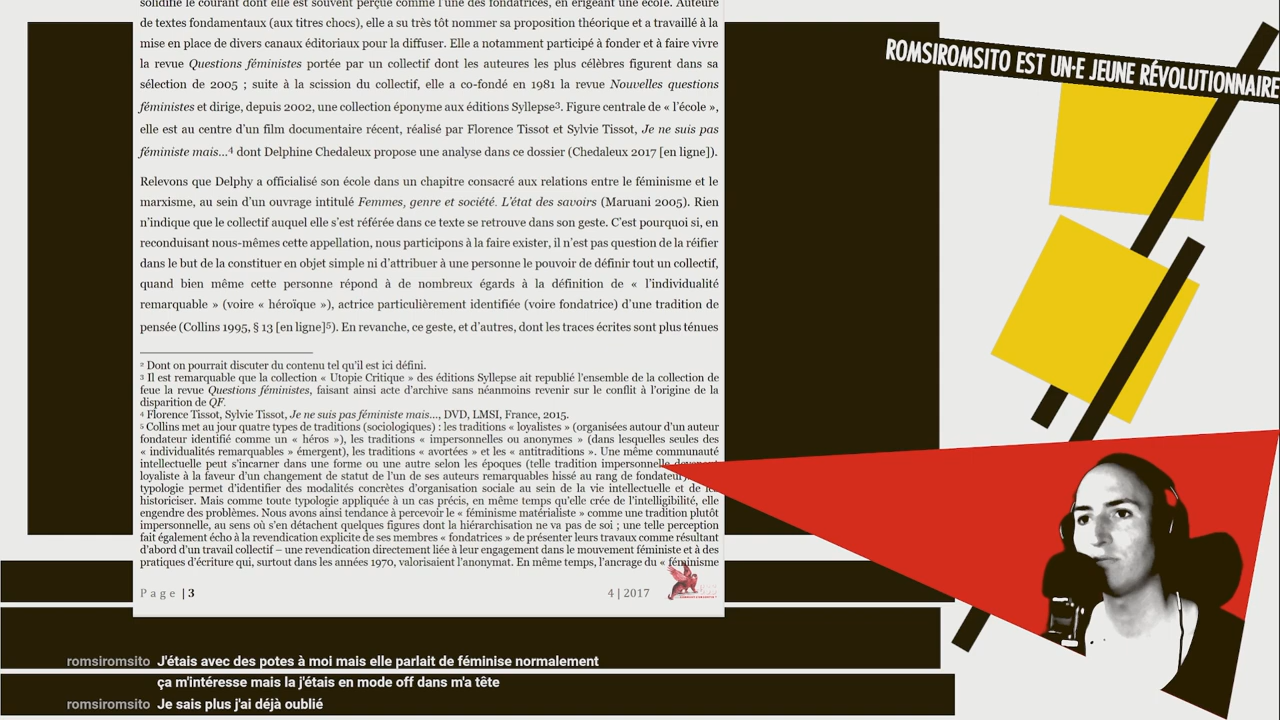 solidifié le courant dont elle est souvent perçue comme l'une des fondatrices, en érigeant une école. Auteure
de textes fondamentaux (aux titres chocs), elle a su très tôt nommer sa proposition théorique et a travaillé à la
mise en place de divers canaux éditoriaux pour la diffuser. Elle a notamment participé à fonder et à faire vivre
la revue Questions féministes portée par un collectif dont les auteures les plus célèbres figurent dans sa
sélection de 2005 ; suite à la scission du collectif, elle a co-fondé en 1981 la revue Nouvelles questions
féministes et dirige, depuis 2002, une collection éponyme aux éditions Syllepse³. Figure centrale de « l'école »,
elle est au centre d'un film documentaire récent, réalisé par Florence Tissot et Sylvie Tissot, Je ne suis pas
féministe mais...⁴ dont Delphine Chedaleux propose une analyse dans ce dossier (Chedaleux 2017 [en ligne]).
Relevons que Delphy a officialisé son école dans un chapitre consacré aux relations entre le féminisme et le
marxisme, au sein d'un ouvrage intitulé Femmes, genre et société. L'état des savoirs (Maruani 2005). Rien
n'indique que le collectif auquel elle s'est référée dans ce texte se retrouve dans son geste. C'est pourquoi si, en
reconduisant nous-mêmes cette appellation, nous participons à la faire exister, il n'est pas question de la réifier
dans le but de la constituer en objet simple ni d'attribuer à une personne le pouvoir de définir tout un collectif,
quand bien même cette personne répond à de nombreux égards à la définition de « l'individualité
remarquable » (voire « héroïque »), actrice particulièrement identifiée (voire fondatrice) d'une tradition de
pensée (Collins 1995, § 13 [en ligne]⁵). En revanche, ce geste, et d'autres, dont les traces écrites sont plus ténues
² Dont on pourrait discuter du contenu tel qu'il est ici défini.
³ Il est remarquable que la collection « Utopie Critique » des éditions Syllepse ait republié l'ensemble de la collection de
feue la revue Questions féministes, faisant ainsi acte d'archive sans néanmoins revenir sur le conflit à l'origine de la
disparition de QF.
⁴ Florence Tissot, Sylvie Tissot, Je ne suis pas féministe mais..., DVD, LMSI, France, 2015.
⁵ Collins met au jour quatre types de traditions (sociologiques) : les traditions « loyalistes » (organisées autour d'un auteur
fondateur identifié comme un « héros »), les traditions « impersonnelles ou anonymes » (dans lesquelles seules des
« individualités remarquables » émergent), les traditions « avortées » et les « antitraditions ». Une même communauté
intellectuelle peut s'incarner dans une forme ou une autre selon les époques (telle tradition impersonnelle
loyaliste à la faveur d'un changement de statut de l'un de ses auteurs remarquables hissé au rang de fondateur
typologie permet d'identifier des modalités concrètes d'organisation sociale au sein de la vie intellectuelle et de
historiciser. Mais comme toute typologie appliquée à un cas précis, en même temps qu'elle crée de l'intelligibilité, elle
engendre des problèmes. Nous avons ainsi tendance à percevoir le « féminisme matérialiste » comme une tradition plutôt
impersonnelle, au sens où s'en détachent quelques figures dont la hiérarchisation ne va pas de soi ; une telle perception
fait également écho à la revendication explicite de ses membres « fondatrices » de présenter leurs travaux comme résultant
d'abord d'un travail collectif – une revendication directement liée à leur engagement dans le mouvement féministe et à des
pratiques d'écriture qui, surtout dans les années 1970, valorisaient l'anonymat. En même temps, l'ancrage du « féminisme
Page | 3
4 | 2017
ROMSIROMSITO EST UN·E JEUNE RÉVOLUTIONNAIRE
romsiromsito J'étais avec des potes à moi mais elle parlait de féminise normalement
ça m'intéresse mais la j'étais en mode off dans m'a tête
romsiromsito Je sais plus j'ai déjà oublié